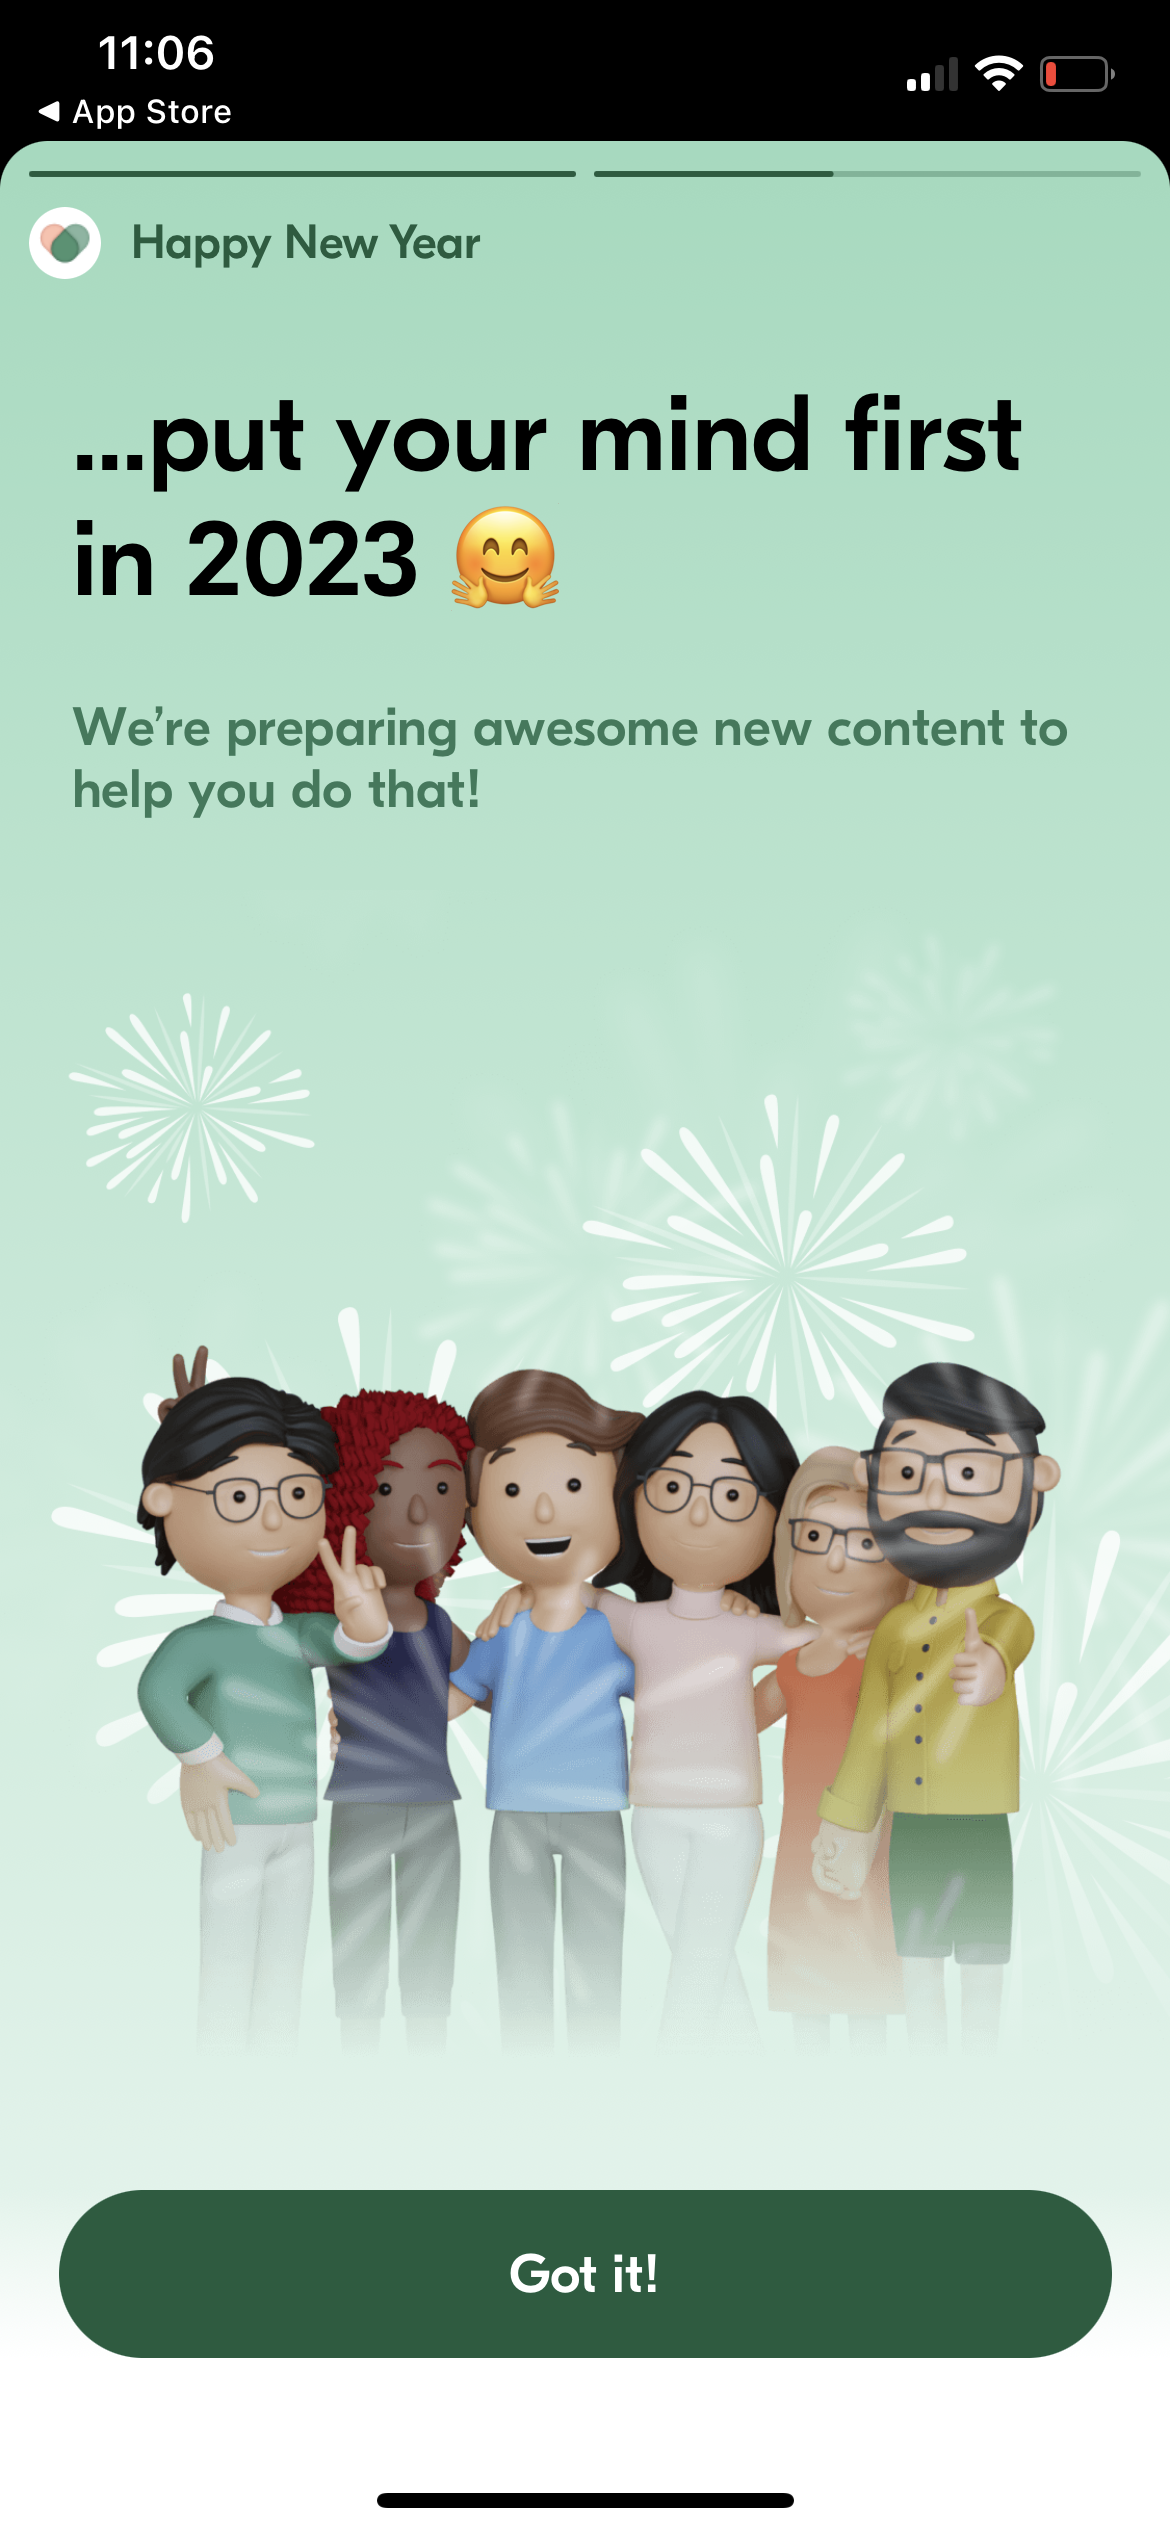 11:06
◀ App Store
Happy New Year
...put your mind first
in 2023 🤗
We’re preparing awesome new content to
help you do that!
Got it!